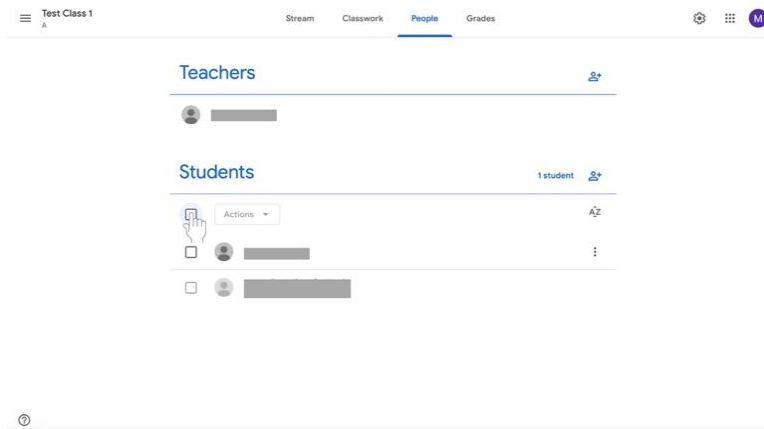 Test Class 1
A
Stream Classwork People Grades
M
Teachers
Students
1 student
Actions
AZ